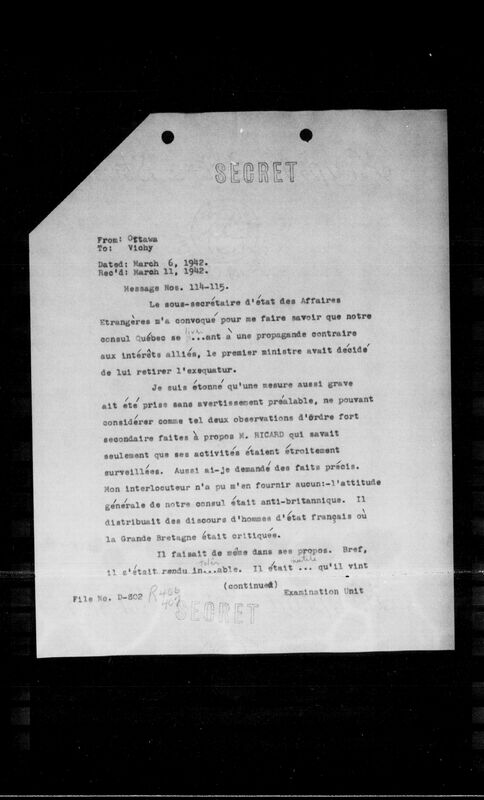 SECRET
From: Ottawa
To: Vichy
Dated: March 6, 1942.
Rec'd: March 11, 1942.
Message Nos. 114-115.
Le sous-secrétaire d'état des Affaires
Etrangères m'a convoqué pour me faire savoir que notre
livr
consul Québec se ...ant à une propagande contraire
aux intérêts alliés, le premier ministre avait décidé
de lui retirer l'exequatur.
Je suis étonné qu'une mesure aussi grave
ait été prise sans avertissement préalable, ne pouvant
considérer comme tel deux observations d'ordre fort
secondaire faites à propos M. RICARD qui savait
seulement que ses activités étaient étroitement
surveillées. Aussi ai-je demandé des faits précis.
Mon interlocuteur n'a pu m'en fournir aucun:-l'attitude
générale de notre consul était anti-britannique. Il
distribuait des discours d'hommes d'état français où
la Grande Bretagne était critiquée.
Il faisait de même dans ses propos. Bref,
tolér inutile
il s'était rendu in...able. Il était ... qu'il vint
(continued)
File No. D-802 R 406 Examination Unit
407
SECRET